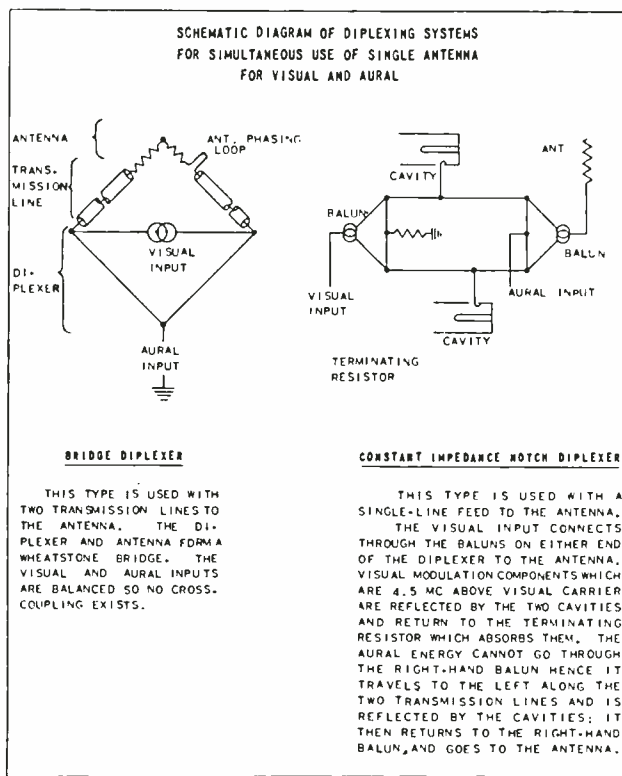 SCHEMATIC DIAGRAM OF DIPLEXING SYSTEMS
FOR SIMULTANEOUS USE OF SINGLE ANTENNA
FOR VISUAL AND AURAL
ANTENNA
ANT. PHASING
LOOP
TRANS-
MISSION
LINE
DI-
PLEXER
VISUAL
INPUT
AURAL
INPUT
CAVITY
ANT
BALUN
BALUN
VISUAL
INPUT
AURAL INPUT
CAVITY
TERMINATING
RESISTOR
BRIDGE DIPLEXER
THIS TYPE IS USED WITH
TWO TRANSMISSION LINES TO
THE ANTENNA. THE DI-
PLEXER AND ANTENNA FORM A
WHEATSTONE BRIDGE. THE
VISUAL AND AURAL INPUTS
ARE BALANCED SO NO CROSS-
COUPLING EXISTS.
CONSTANT IMPEDANCE NOTCH DIPLEXER
THIS TYPE IS USED WITH A
SINGLE-LINE FEED TO THE ANTENNA.
THE VISUAL INPUT CONNECTS
THROUGH THE BALUNS ON EITHER END
OF THE DIPLEXER TO THE ANTENNA.
VISUAL MODULATION COMPONENTS WHICH
ARE 4.5 MC ABOVE VISUAL CARRIER
ARE REFLECTED BY THE TWO CAVITIES
AND RETURN TO THE TERMINATING
RESISTOR WHICH ABSORBS THEM. THE
AURAL ENERGY CANNOT GO THROUGH
THE RIGHT-HAND BALUN HENCE IT
TRAVELS TO THE LEFT ALONG THE
TWO TRANSMISSION LINES AND IS
REFLECTED BY THE CAVITIES; IT
THEN RETURNS TO THE RIGHT-HAND
BALUN, AND GOES TO THE ANTENNA.